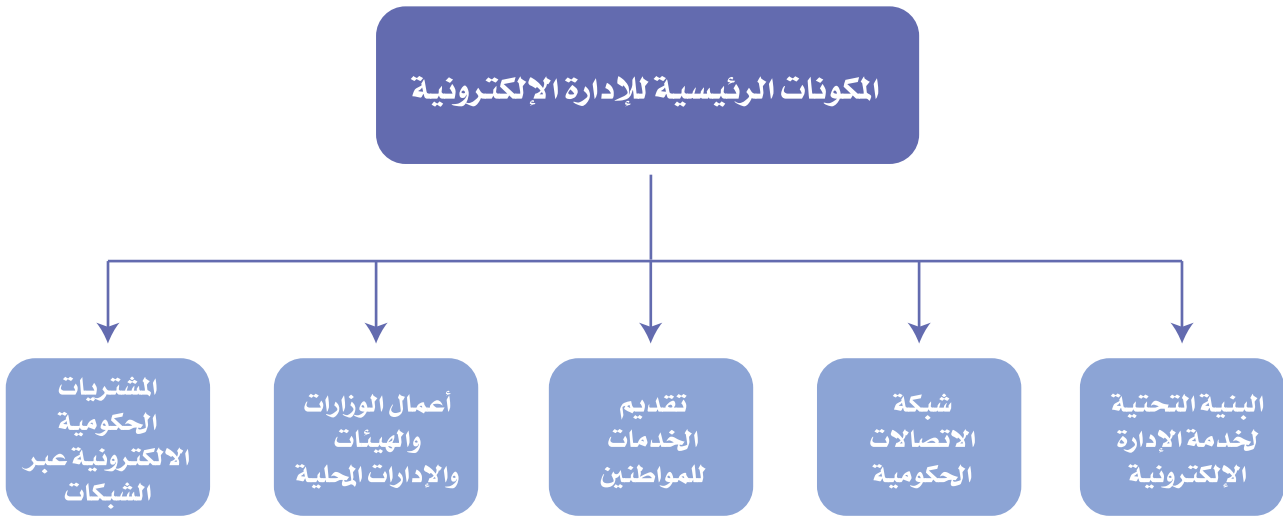 المكونات الرئيسية للإدارة الإلكترونية
البنية التحتية
لخدمة الإدارة
الإلكترونية
شبكة
الاتصالات
الحكومية
تقديم
الخدمات
للمواطنين
أعمال الوزارات
والهيئات
والإدارات المحلية
المشتريات
الحكومية
الالكترونية عبر
الشبكات